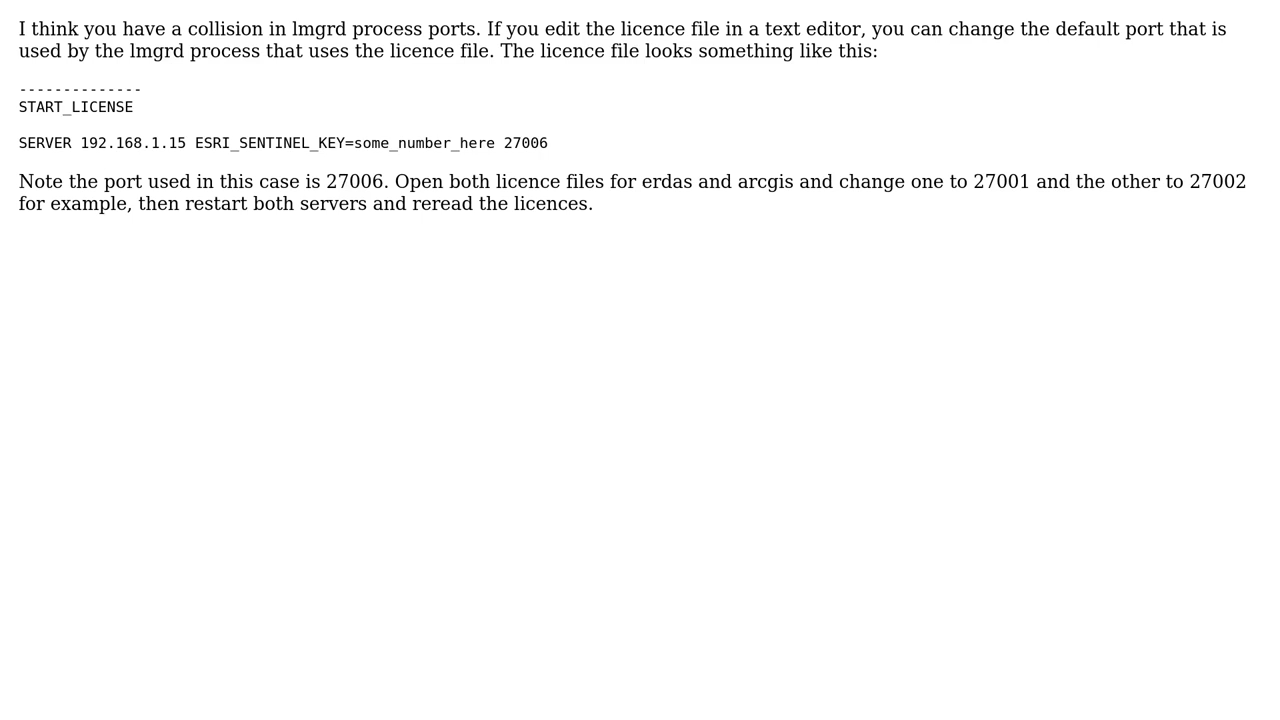 I think you have a collision in lmgrd process ports. If you edit the licence file in a text editor, you can change the default port that is
used by the lmgrd process that uses the licence file. The licence file looks something like this:
--------------
START_LICENSE
SERVER 192.168.1.15 ESRI_SENTINEL_KEY=some_number_here 27006
Note the port used in this case is 27006. Open both licence files for erdas and arcgis and change one to 27001 and the other to 27002
for example, then restart both servers and reread the licences.